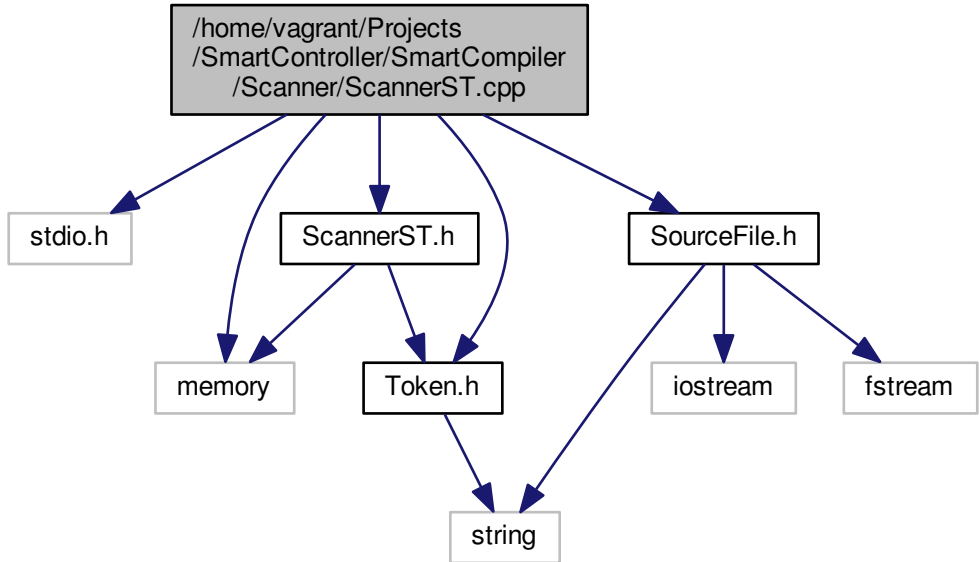 /home/vagrant/Projects
/SmartController/SmartCompiler
/Scanner/ScannerST.cpp
stdio.h
ScannerST.h
SourceFile.h
memory
Token.h
iostream
fstream
string